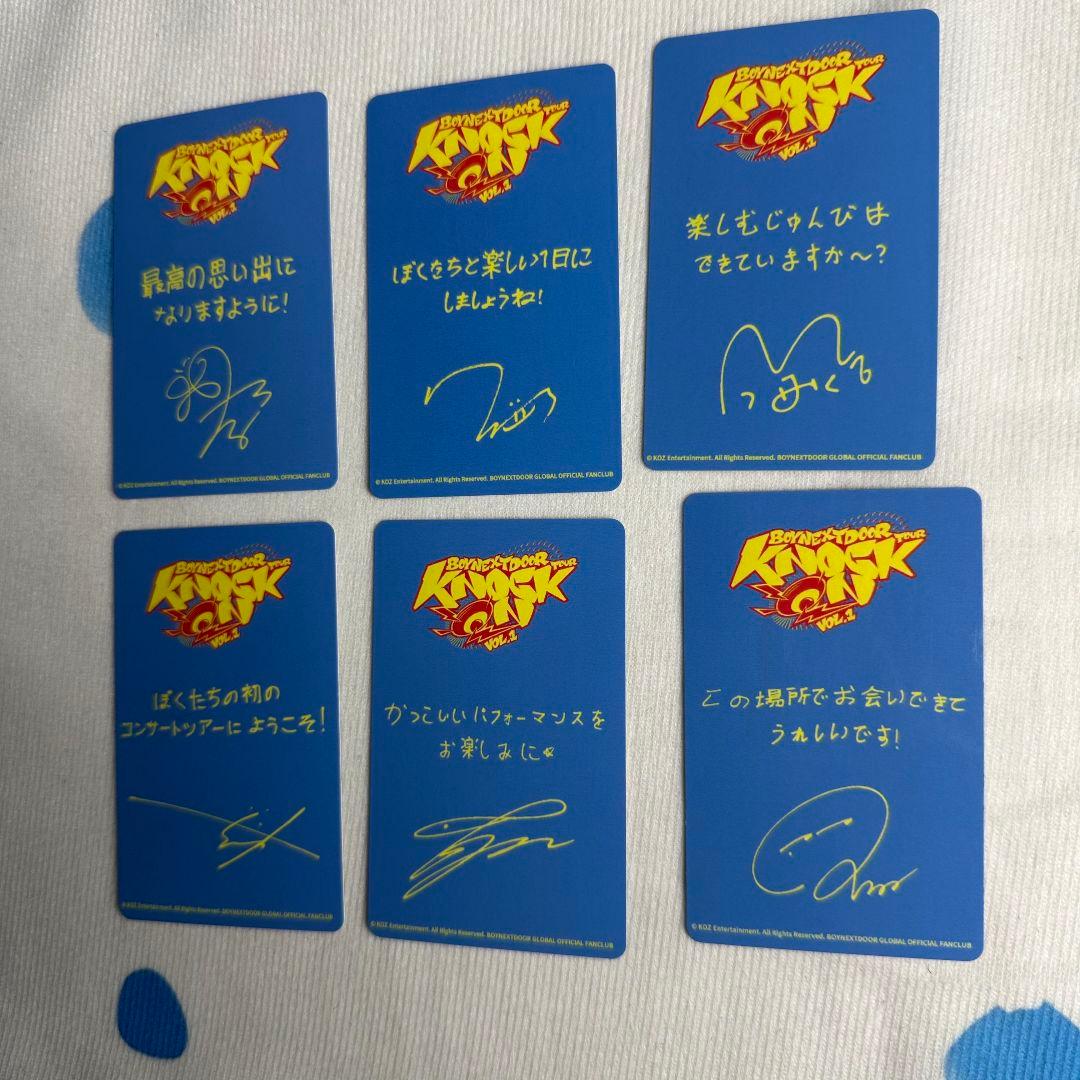 BOYNEXTDOOR
TOUR
KNOCK
ON
VOL.1
最高の思い出に
なりますように!
© KOZ Entertainment. All Rights Reserved. BOYNEXTDOOR GLOBAL OFFICIAL FANCLUB
BOYNEXTDOOR
TOUR
KNOCK
ON
VOL.1
ぼくたちと楽しい1日に
しましょうね!
© KOZ Entertainment. All Rights Reserved. BOYNEXTDOOR GLOBAL OFFICIAL FANCLUB
BOYNEXTDOOR
TOUR
KNOCK
ON
VOL.1
楽しむじゅんびは
できていますか〜?
© KOZ Entertainment. All Rights Reserved. BOYNEXTDOOR GLOBAL OFFICIAL FANCLUB
BOYNEXTDOOR
TOUR
KNOCK
ON
VOL.1
ぼくたちの初の
コンサートツアーにようこそ!
© KOZ Entertainment. All Rights Reserved. BOYNEXTDOOR GLOBAL OFFICIAL FANCLUB
BOYNEXTDOOR
TOUR
KNOCK
ON
VOL.1
かっこいいパフォーマンスを
お楽しみに
© KOZ Entertainment. All Rights Reserved. BOYNEXTDOOR GLOBAL OFFICIAL FANCLUB
BOYNEXTDOOR
TOUR
KNOCK
ON
VOL.1
この場所でお会いできて
うれしいです!
© KOZ Entertainment. All Rights Reserved. BOYNEXTDOOR GLOBAL OFFICIAL FANCLUB